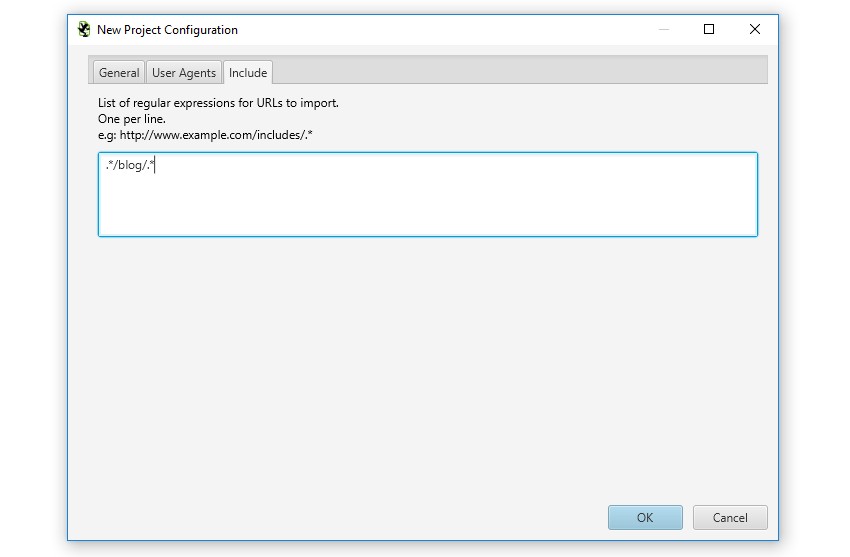 New Project Configuration
General User Agents Include
List of regular expressions for URLs to import.
One per line.
e.g: http://www.example.com/includes/.*
.*/blog/.*
OK Cancel